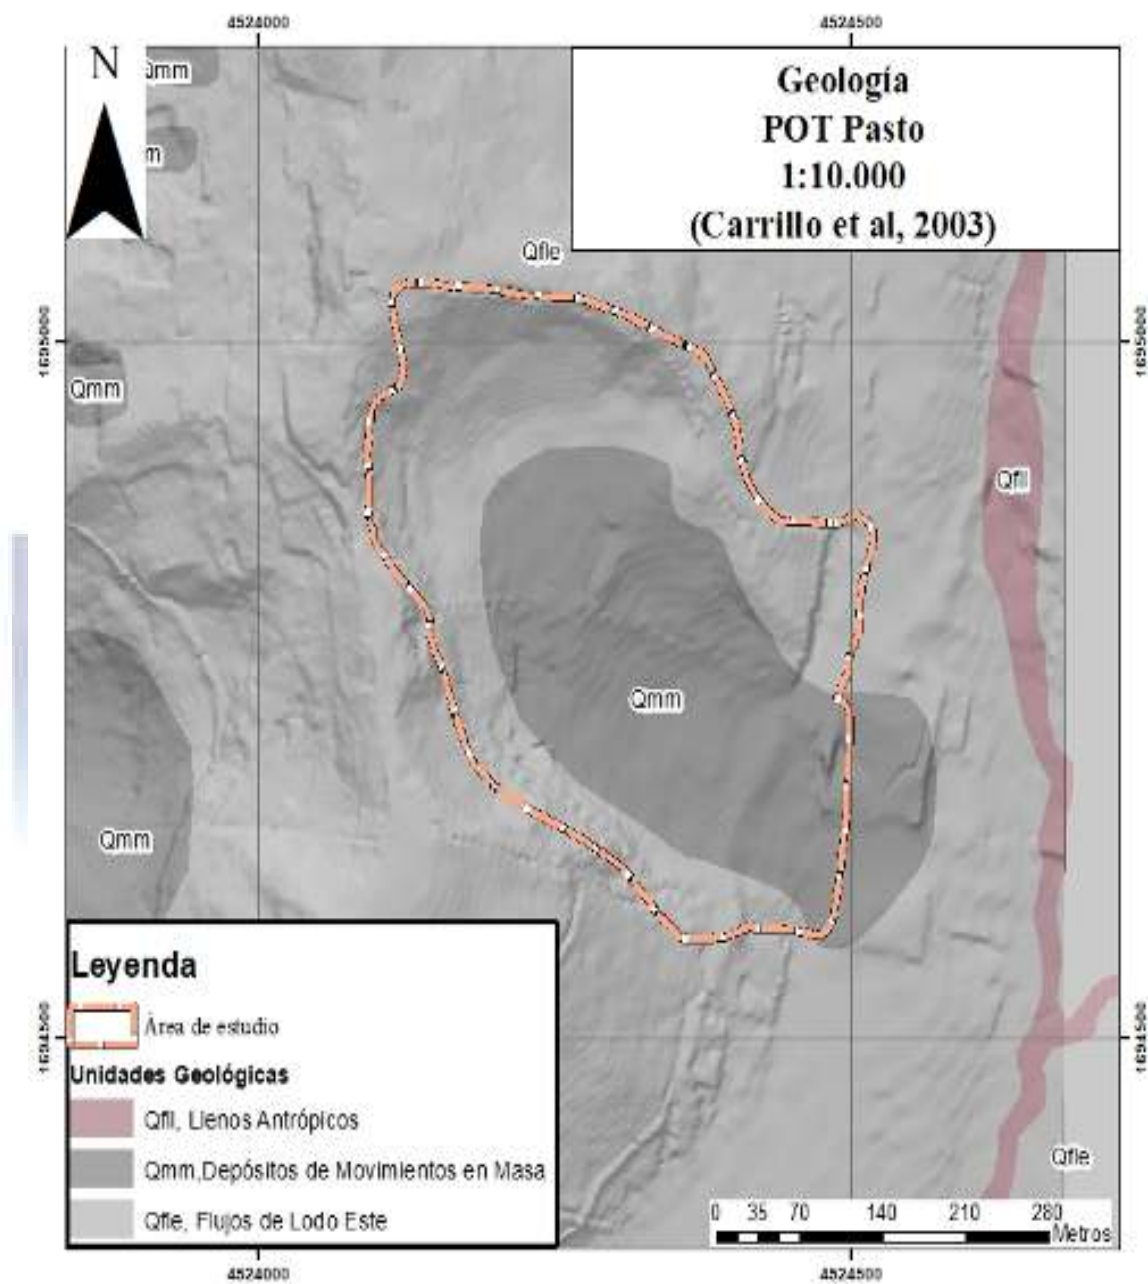 4524000
4524500
N
Geología
POT Pasto
1:10.000
(Carrillo et al, 2003)
Qmm
m
Qfle
1695000
1695000
Qmm
Qfll
Qmm
Qmm
Leyenda
Área de estudio
Unidades Geológicas
Qfll, Llenos Antrópicos
Qmm,Depósitos de Movimientos en Masa
Qfle, Flujos de Lodo Este
1694500
1694500
Qfle
0 35 70 140 210 280
Metros
4524000
4524500